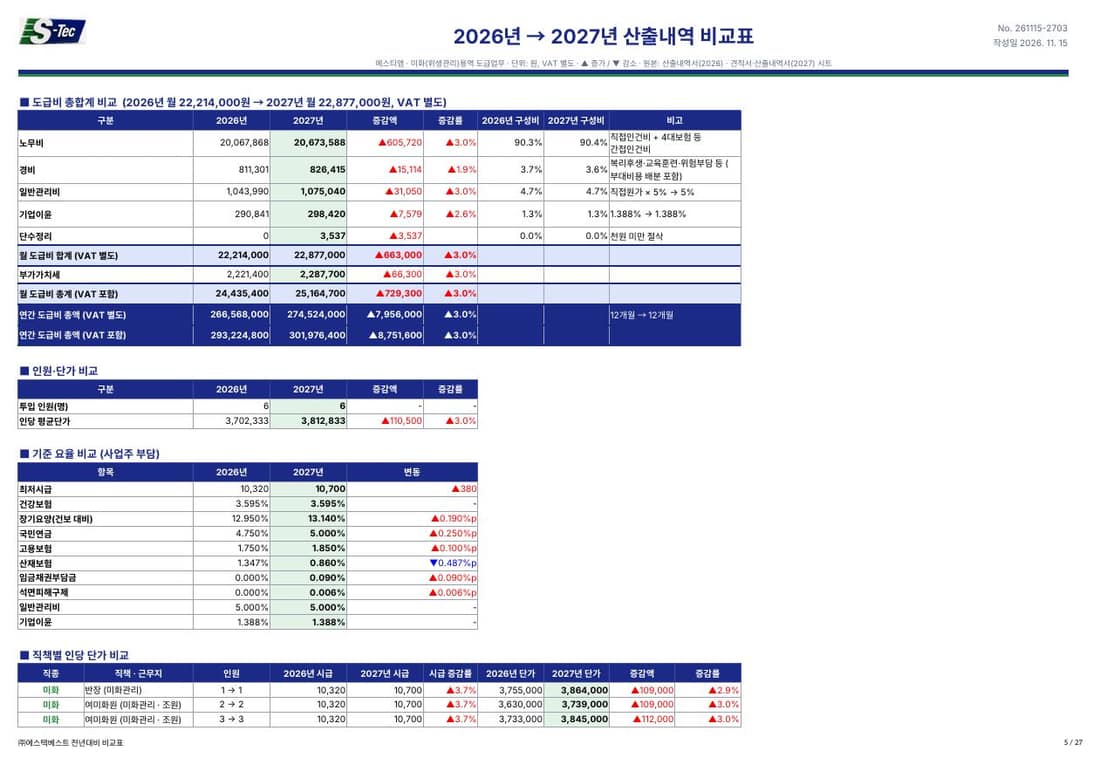 S-Tec
2026년 → 2027년 산출내역 비교표
No. 261115-2703
작성일 2026. 11. 15
에스티엠 · 미화(위생관리)용역 도급업무 · 단위: 원, VAT 별도 · ▲ 증가 / ▼ 감소 · 원본: 산출내역서(2026) · 견적서·산출내역서(2027) 시트
■ 도급비 총합계 비교 (2026년 월 22,214,000원 → 2027년 월 22,877,000원, VAT 별도)
구분 2026년 2027년 증감액 증감률 2026년 구성비 2027년 구성비 비고
노무비 20,067,868 20,673,588 ▲605,720 ▲3.0% 90.3% 90.4% 직접인건비 + 4대보험 등
간접인건비
경비 811,301 826,415 ▲15,114 ▲1.9% 3.7% 3.6% 복리후생·교육훈련·위험부담 등 (
부대비용 배분 포함)
일반관리비 1,043,990 1,075,040 ▲31,050 ▲3.0% 4.7% 4.7% 직접원가 × 5% → 5%
기업이윤 290,841 298,420 ▲7,579 ▲2.6% 1.3% 1.3% 1.388% → 1.388%
단수정리 0 3,537 ▲3,537 0.0% 0.0% 천원 미만 절삭
월 도급비 합계 (VAT 별도) 22,214,000 22,877,000 ▲663,000 ▲3.0%
부가가치세 2,221,400 2,287,700 ▲66,300 ▲3.0%
월 도급비 총계 (VAT 포함) 24,435,400 25,164,700 ▲729,300 ▲3.0%
연간 도급비 총액 (VAT 별도) 266,568,000 274,524,000 ▲7,956,000 ▲3.0% 12개월 → 12개월
연간 도급비 총액 (VAT 포함) 293,224,800 301,976,400 ▲8,751,600 ▲3.0%
■ 인원·단가 비교
구분 2026년 2027년 증감액 증감률
투입 인원(명) 6 6 - -
인당 평균단가 3,702,333 3,812,833 ▲110,500 ▲3.0%
■ 기준 요율 비교 (사업주 부담)
항목 2026년 2027년 변동
최저시급 10,320 10,700 ▲380
건강보험 3.595% 3.595% -
장기요양(건보 대비) 12.950% 13.140% ▲0.190%p
국민연금 4.750% 5.000% ▲0.250%p
고용보험 1.750% 1.850% ▲0.100%p
산재보험 1.347% 0.860% ▼0.487%p
임금채권부담금 0.000% 0.090% ▲0.090%p
석면피해구제 0.000% 0.006% ▲0.006%p
일반관리비 5.000% 5.000% -
기업이윤 1.388% 1.388% -
■ 직책별 인당 단가 비교
직종 직책 · 근무지 인원 2026년 시급 2027년 시급 시급 증감률 2026년 단가 2027년 단가 증감액 증감률
미화 반장 (미화관리) 1 → 1 10,320 10,700 ▲3.7% 3,755,000 3,864,000 ▲109,000 ▲2.9%
미화 여미화원 (미화관리 · 조원) 2 → 2 10,320 10,700 ▲3.7% 3,630,000 3,739,000 ▲109,000 ▲3.0%
미화 여미화원 (미화관리 · 조원) 3 → 3 10,320 10,700 ▲3.7% 3,733,000 3,845,000 ▲112,000 ▲3.0%
㈜에스텍베스트 전년대비 비교표
5 / 27